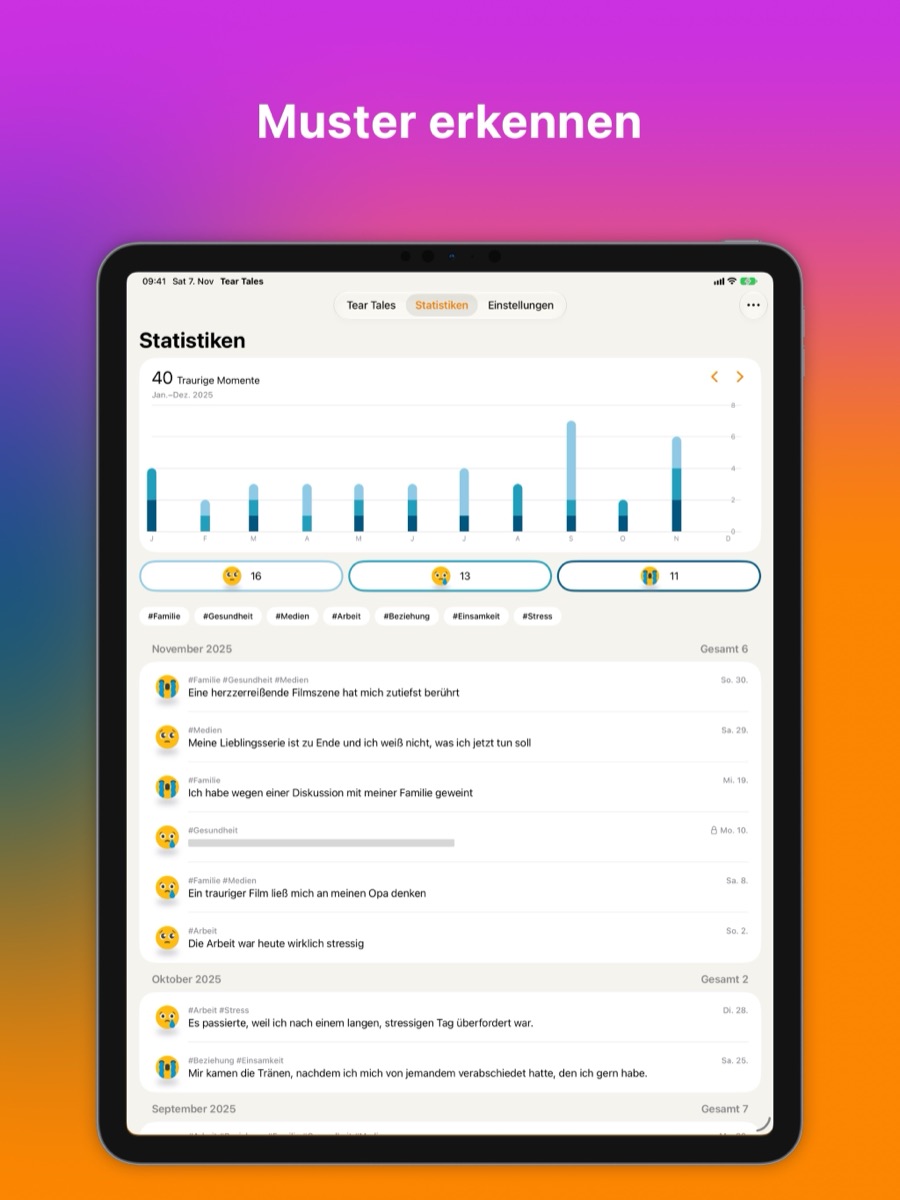 Muster erkennen
09:41 Sat 7. Nov Tear Tales
Tear Tales Statistiken Einstellungen
Statistiken
40 Traurige Momente
Jan.–Dez. 2025
8
6
4
2
0
J F M A M J J A S O N D
16 13 11
#Familie #Gesundheit #Medien #Arbeit #Beziehung #Einsamkeit #Stress
November 2025 Gesamt 6
#Familie #Gesundheit #Medien So. 30.
Eine herzzerreißende Filmszene hat mich zutiefst berührt
#Medien Sa. 29.
Meine Lieblingsserie ist zu Ende und ich weiß nicht, was ich jetzt tun soll
#Familie Mi. 19.
Ich habe wegen einer Diskussion mit meiner Familie geweint
#Gesundheit Mo. 10.
#Familie #Medien Sa. 8.
Ein trauriger Film ließ mich an meinen Opa denken
#Arbeit So. 2.
Die Arbeit war heute wirklich stressig
Oktober 2025 Gesamt 2
#Arbeit #Stress Di. 28.
Es passierte, weil ich nach einem langen, stressigen Tag überfordert war.
#Beziehung #Einsamkeit Sa. 25.
Mir kamen die Tränen, nachdem ich mich von jemandem verabschiedet hatte, den ich gern habe.
September 2025 Gesamt 7